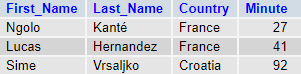 First_Name Last_Name Country Minute
Ngolo Kanté France 27
Lucas Hernandez France 41
Sime Vrsaljko Croatia 92